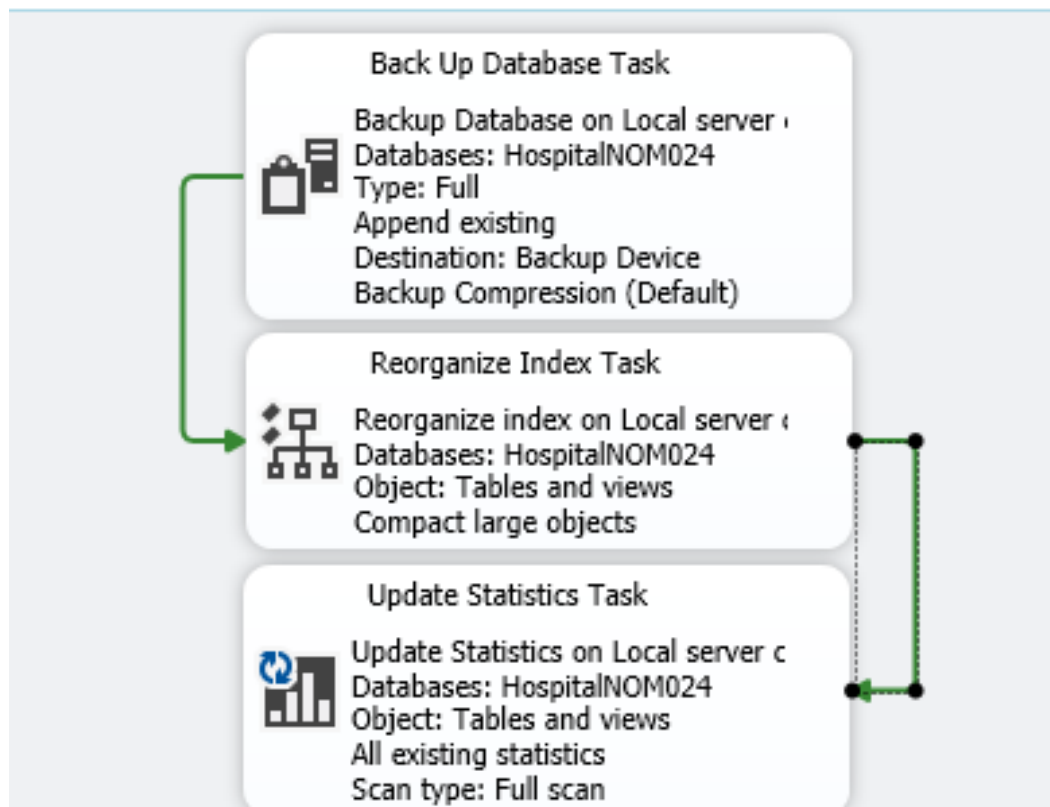 Back Up Database Task
Backup Database on Local server
Databases: HospitalNOM024
Type: Full
Append existing
Destination: Backup Device
Backup Compression (Default)
Reorganize Index Task
Reorganize index on Local server
Databases: HospitalNOM024
Object: Tables and views
Compact large objects
Update Statistics Task
Update Statistics on Local server c
Databases: HospitalNOM024
Object: Tables and views
All existing statistics
Scan type: Full scan